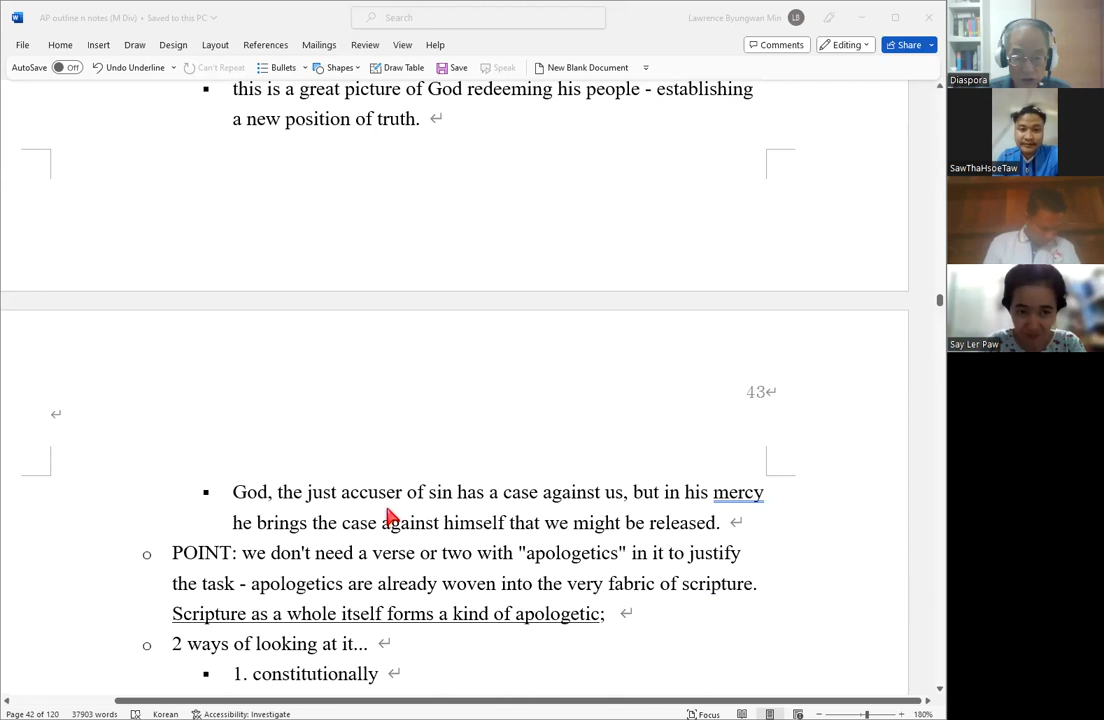 AP outline n notes (M Div) • Saved to this PC
Search
Lawrence Byungwan Min
LB
File Home Insert Draw Design Layout References Mailings Review View Help
Comments Editing Share
AutoSave Off Undo Underline Can't Repeat Bullets Shapes Draw Table Save Speak New Blank Document
Diaspora
SawThaHsoeTaw
Say Ler Paw
▪ this is a great picture of God redeeming his people - establishing
a new position of truth.
43
▪ God, the just accuser of sin has a case against us, but in his mercy
he brings the case against himself that we might be released.
o POINT: we don't need a verse or two with "apologetics" in it to justify
the task - apologetics are already woven into the very fabric of scripture.
Scripture as a whole itself forms a kind of apologetic;
o 2 ways of looking at it...
▪ 1. constitutionally
Page 42 of 120 37903 words Korean Accessibility: Investigate Focus 180%